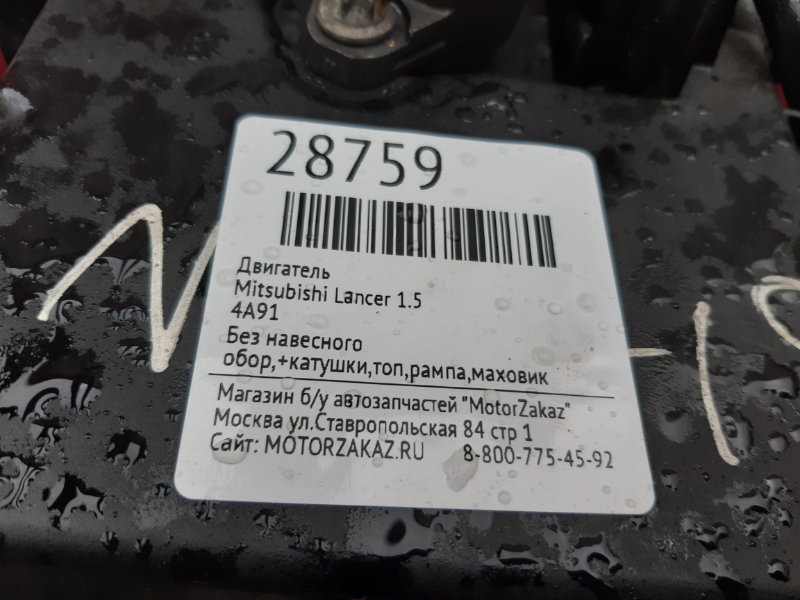 28759
Двигатель
Mitsubishi Lancer 1.5
4A91
Без навесного
обор,+катушки,топ,рампа,маховик
Магазин б/у автозапчастей "MotorZakaz"
Москва ул.Ставропольская 84 стр 1
Сайт: MOTORZAKAZ.RU 8-800-775-45-92